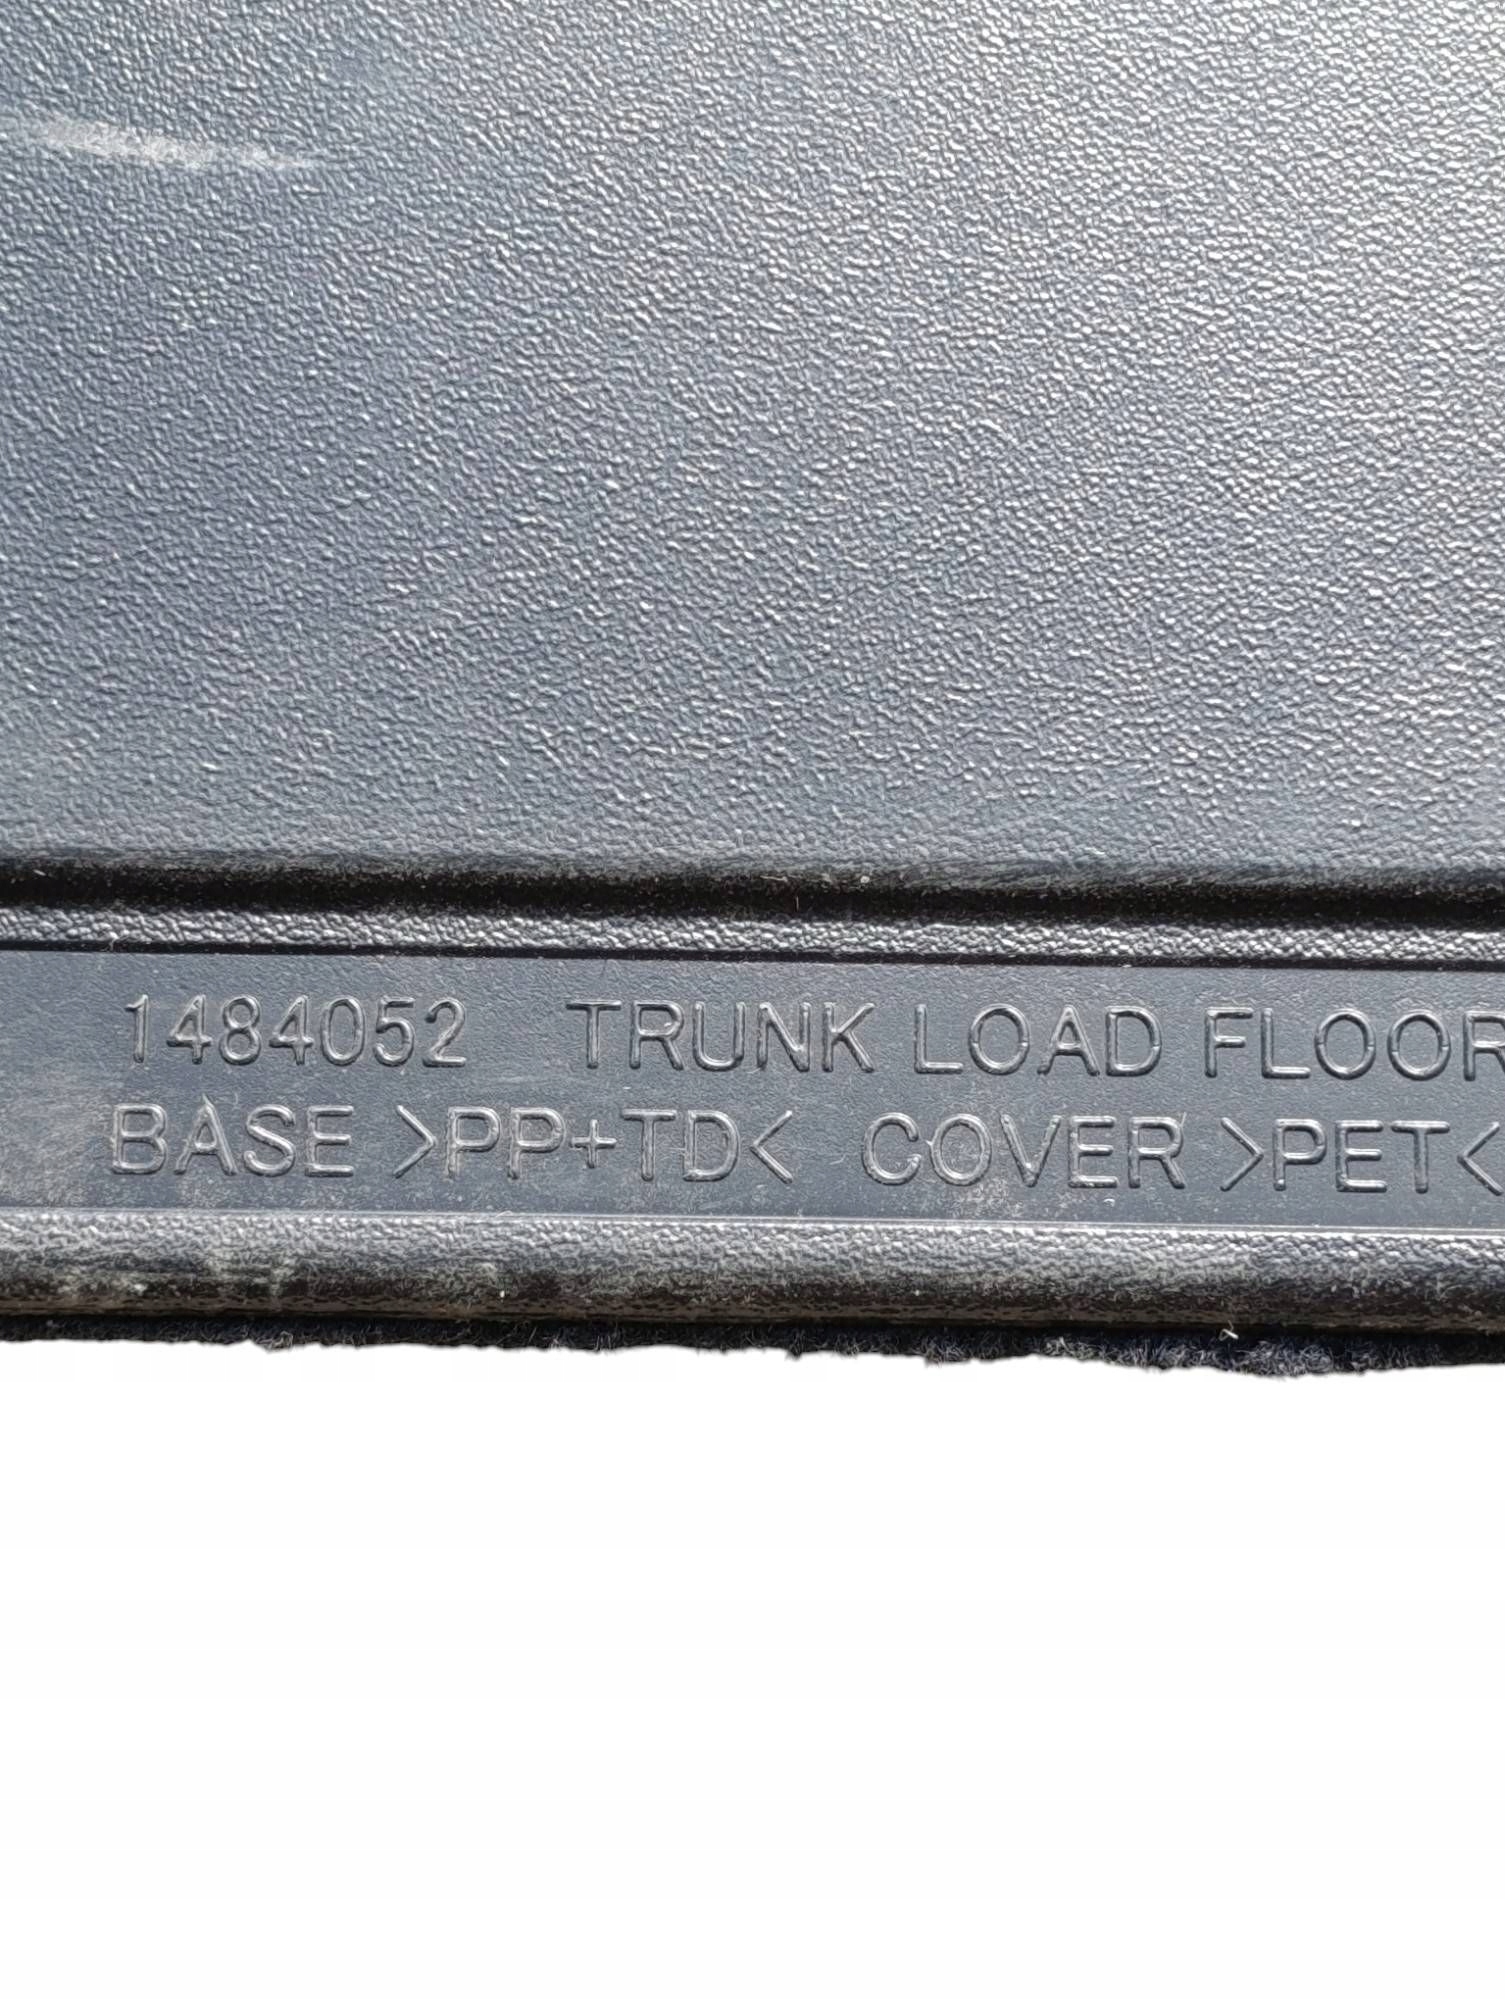 1484052 TRUNK LOAD FLOOR
BASE >PP+TD< COVER >PET<